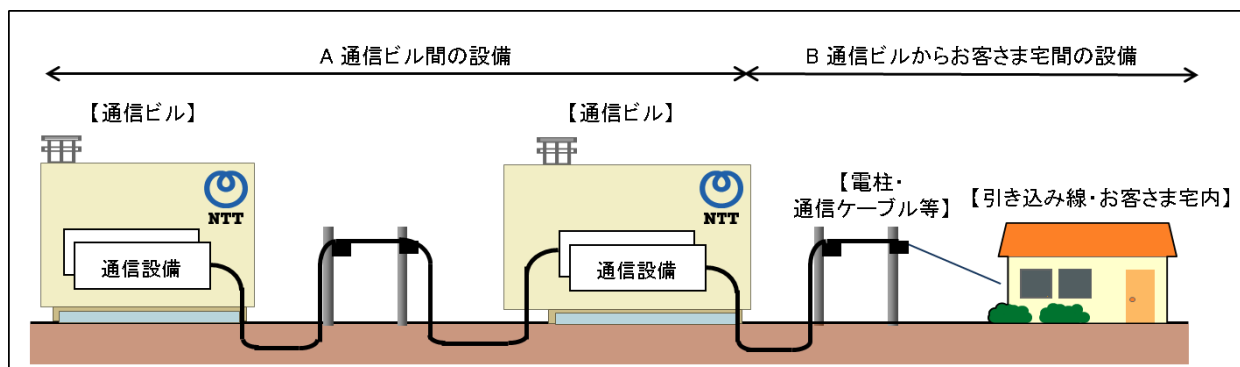 A 通信ビル間の設備
B 通信ビルからお客さま宅間の設備
【通信ビル】
【通信ビル】
【電柱・
通信ケーブル等】
【引き込み線・お客さま宅内】
NTT
NTT
通信設備
通信設備